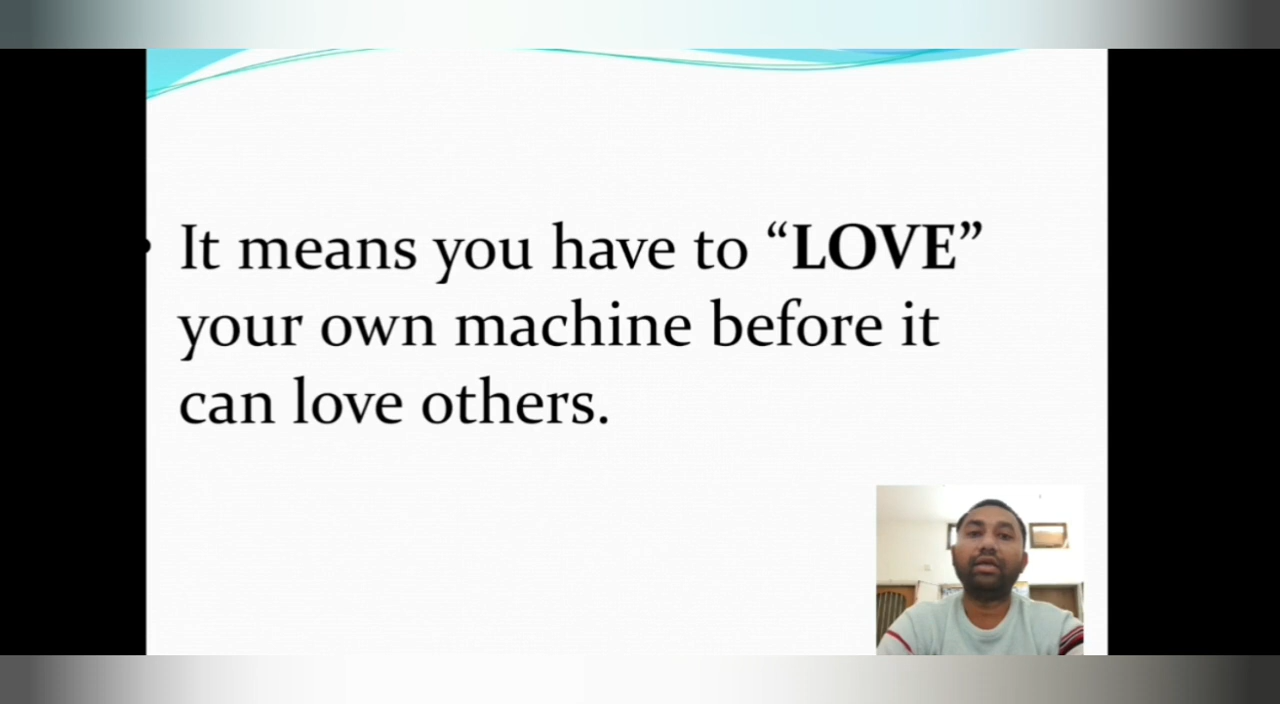 It means you have to “LOVE”
your own machine before it
can love others.